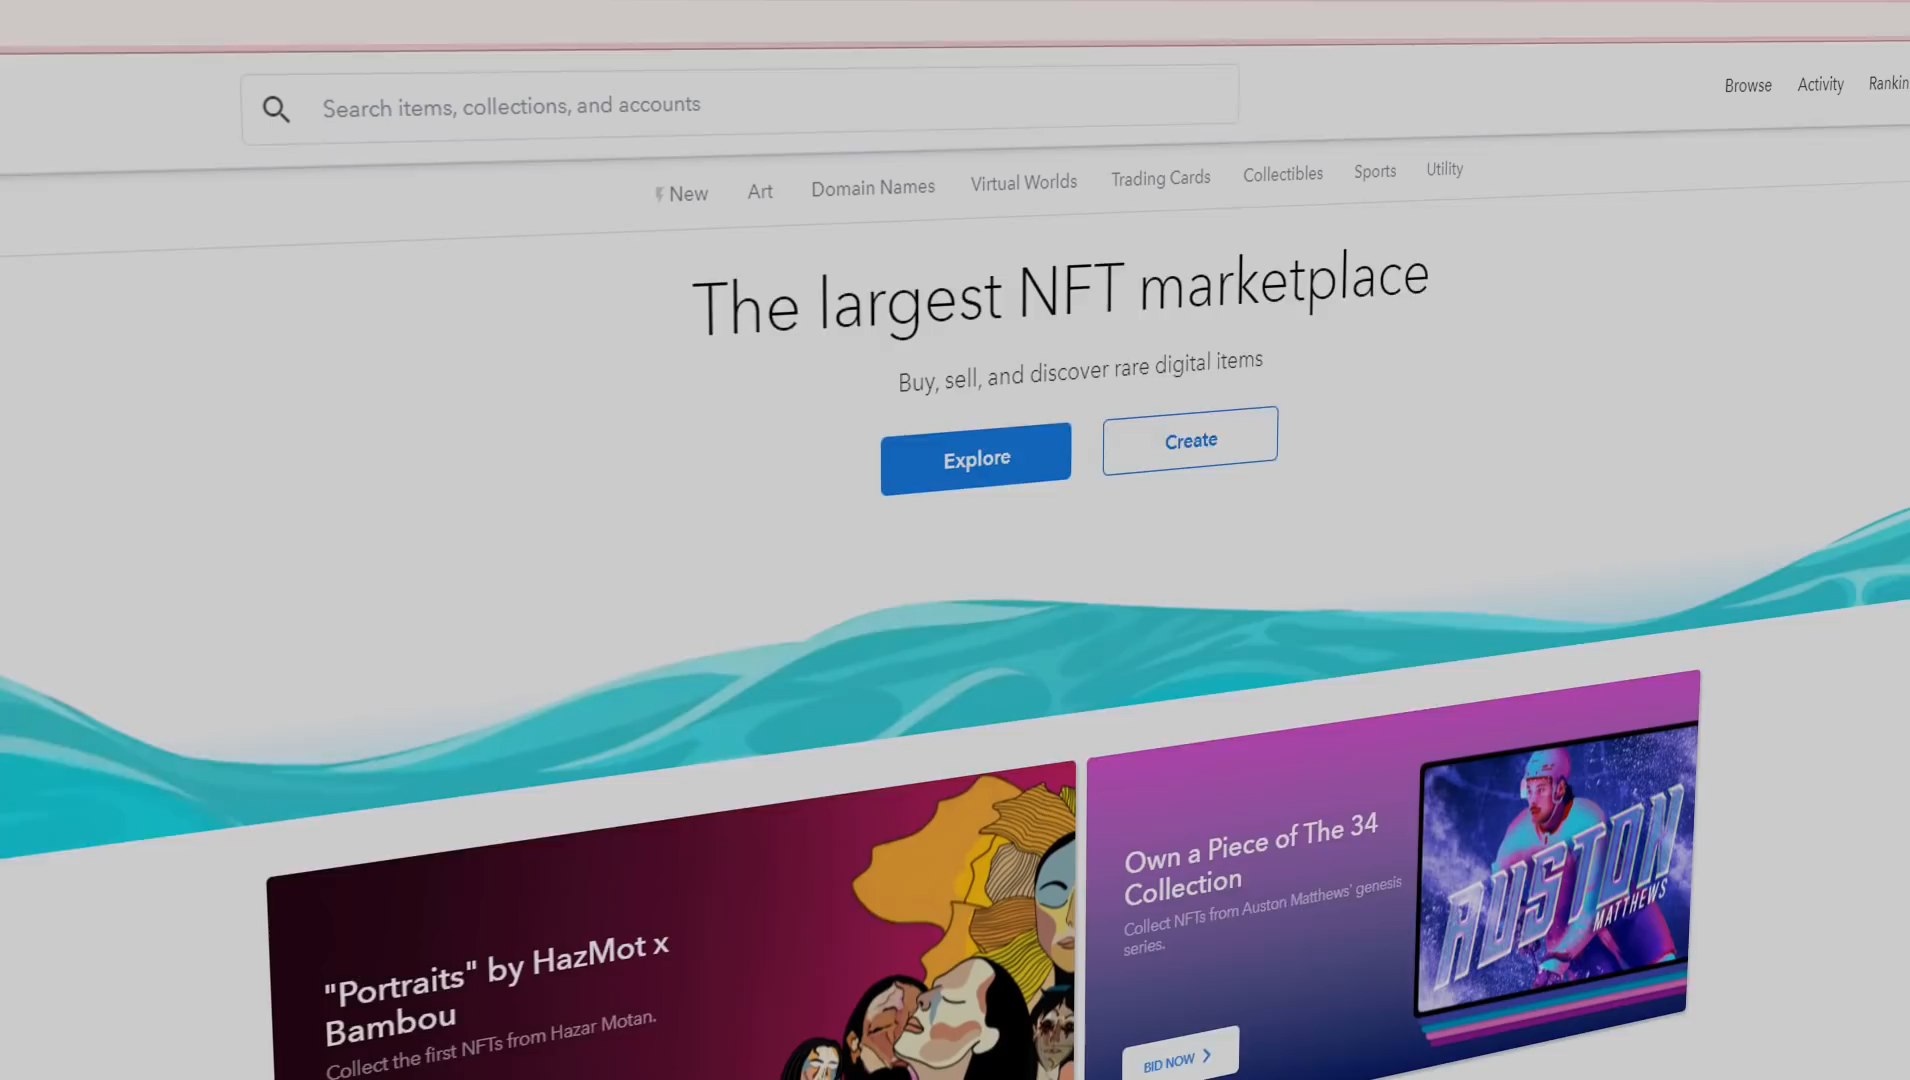 Search items, collections, and accounts
Browse Activity
New Art Domain Names Virtual Worlds Trading Cards Collectibles Sports Utility
The largest NFT marketplace
Buy, sell, and discover rare digital items
Explore Create
"Portraits" by HazMot x
Bambou
Collect the first NFTs from Hazar Motan.
Own a Piece of The 34
Collection
Collect NFTs from Auston Matthews' genesis
series.
BID NOW
AUSTON
MATTHEWS